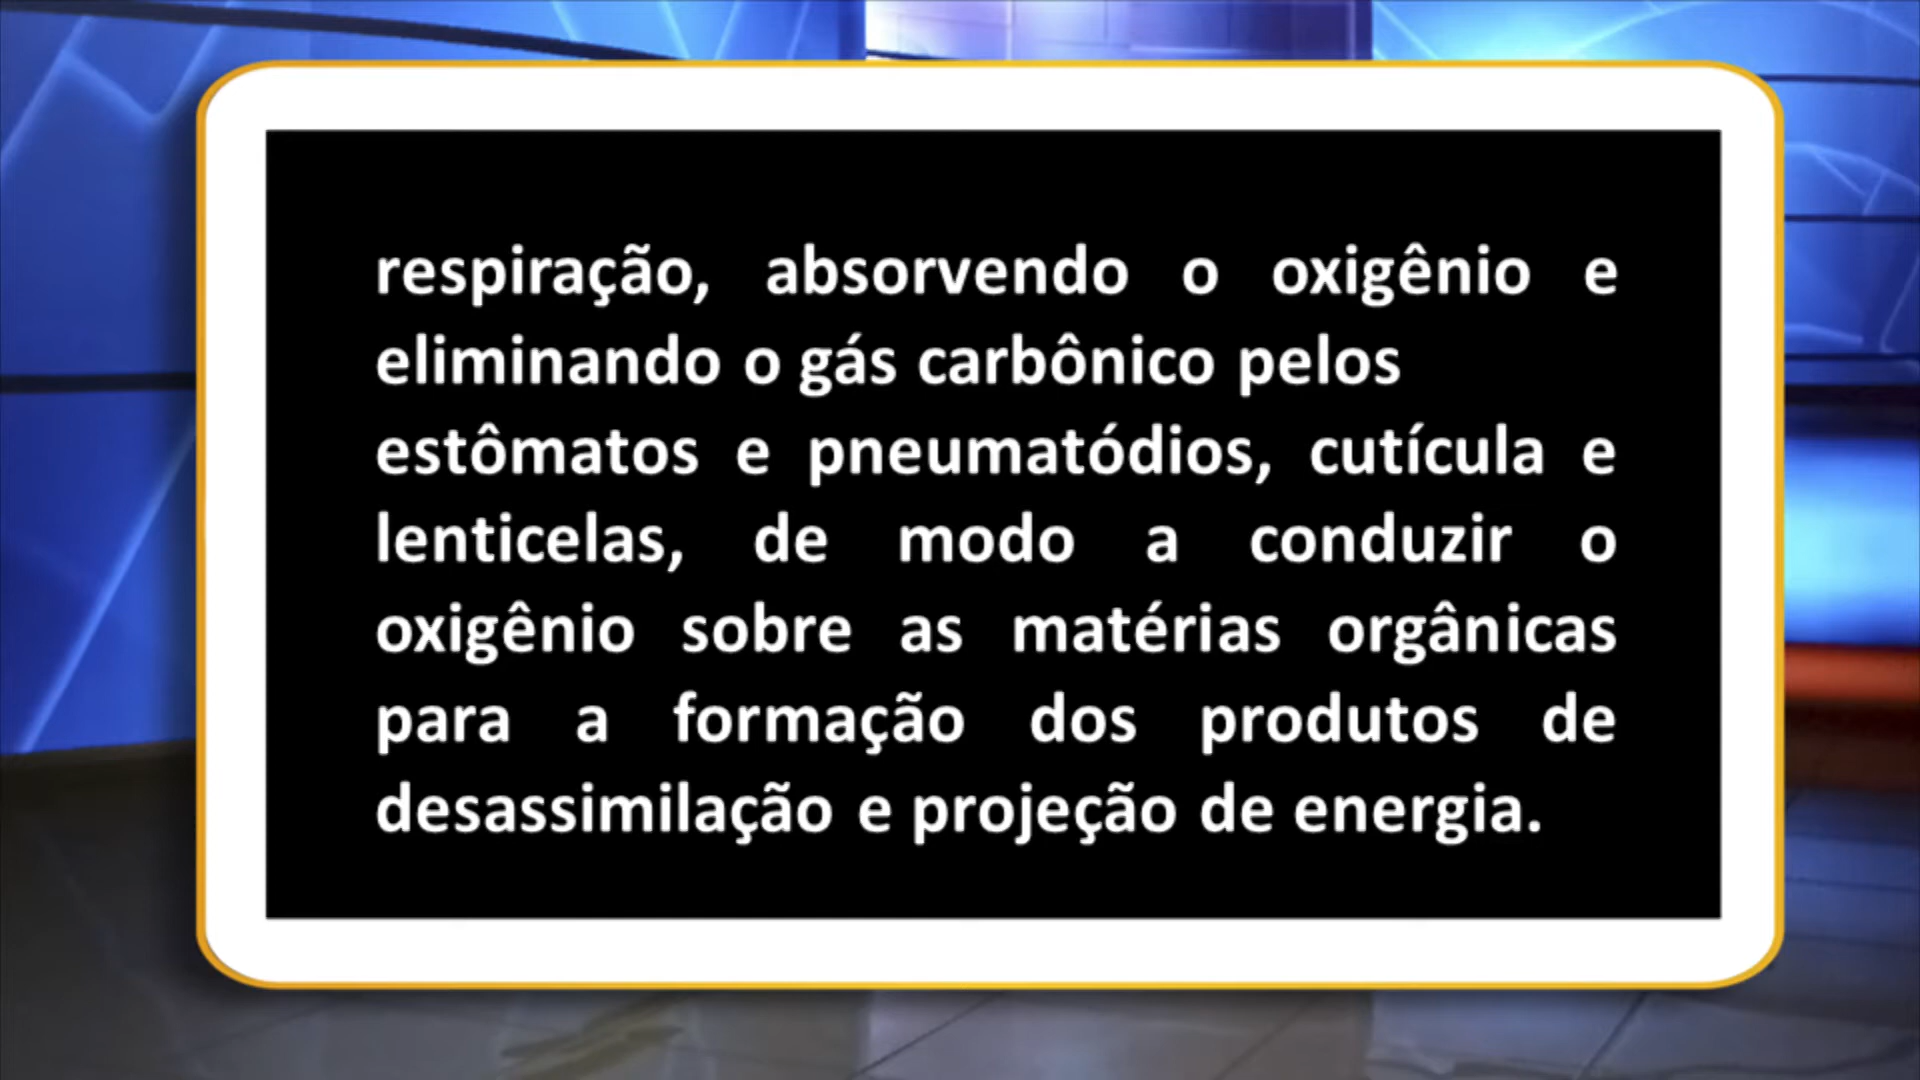 respiração, absorvendo o oxigênio e
eliminando o gás carbônico pelos
estômatos e pneumatódios, cutícula e
lenticelas, de modo a conduzir o
oxigênio sobre as matérias orgânicas
para a formação dos produtos de
desassimilação e projeção de energia.